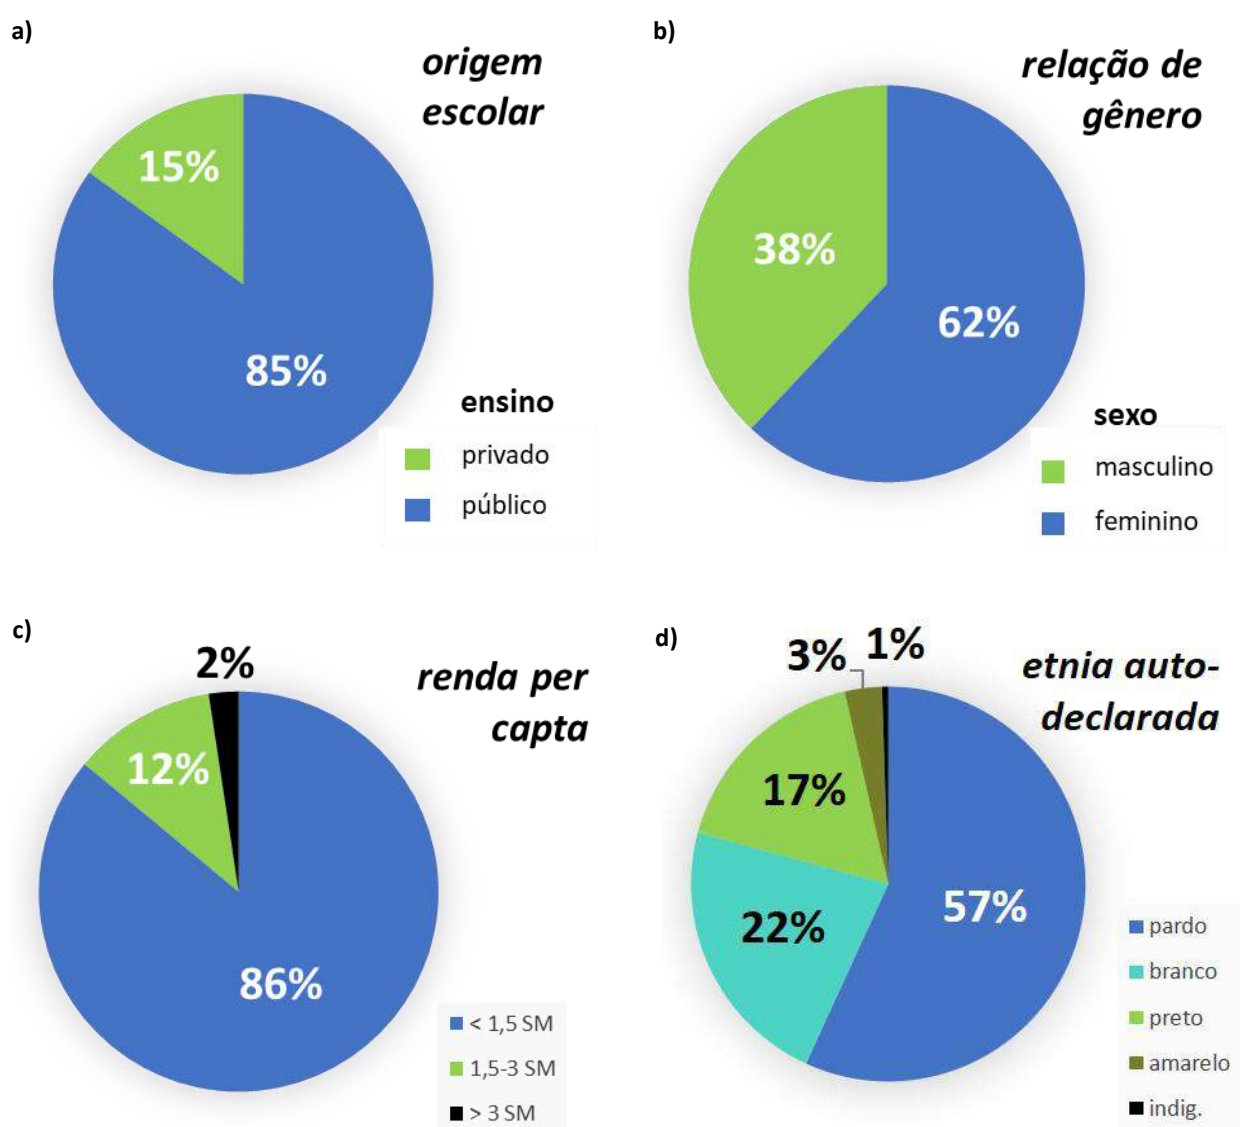 a)
origem
escolar
15%
85%
ensino
privado
público
b)
relação de
gênero
38%
62%
sexo
masculino
feminino
c)
2%
renda per
capta
12%
86%
< 1,5 SM
1,5-3 SM
> 3 SM
d)
3% 1%
etnia auto-
declarada
17%
57%
22%
pardo
branco
preto
amarelo
indig.